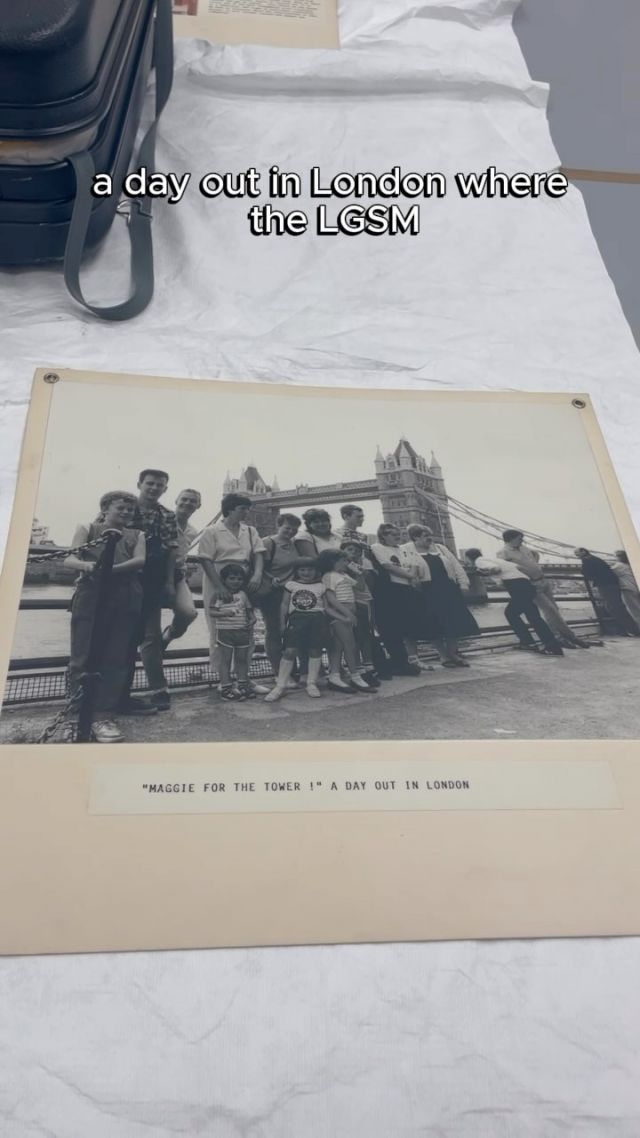 a day out in London where
the LGSM
"MAGGIE FOR THE TOWER !" A DAY OUT IN LONDON